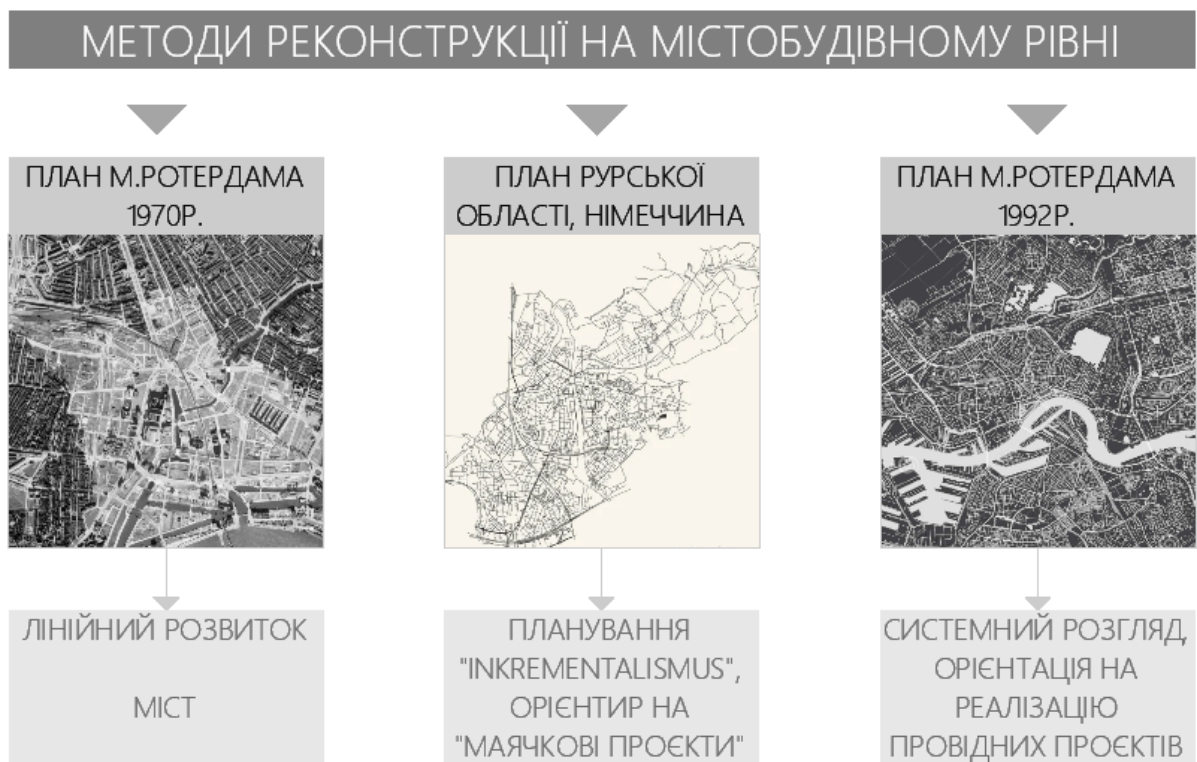 МЕТОДИ РЕКОНСТРУКЦІЇ НА МІСТОБУДІВНОМУ РІВНІ
ПЛАН М.РОТЕРДАМА
1970Р.
ЛІНІЙНИЙ РОЗВИТОК
МІСТ
ПЛАН РУРСЬКОЇ
ОБЛАСТІ, НІМЕЧЧИНА
ПЛАНУВАННЯ
"INKREMENTALISMUS",
ОРІЄНТИР НА
"МАЯЧКОВІ ПРОЄКТИ"
ПЛАН М.РОТЕРДАМА
1992Р.
СИСТЕМНИЙ РОЗГЛЯД,
ОРІЄНТАЦІЯ НА
РЕАЛІЗАЦІЮ
ПРОВІДНИХ ПРОЄКТІВ